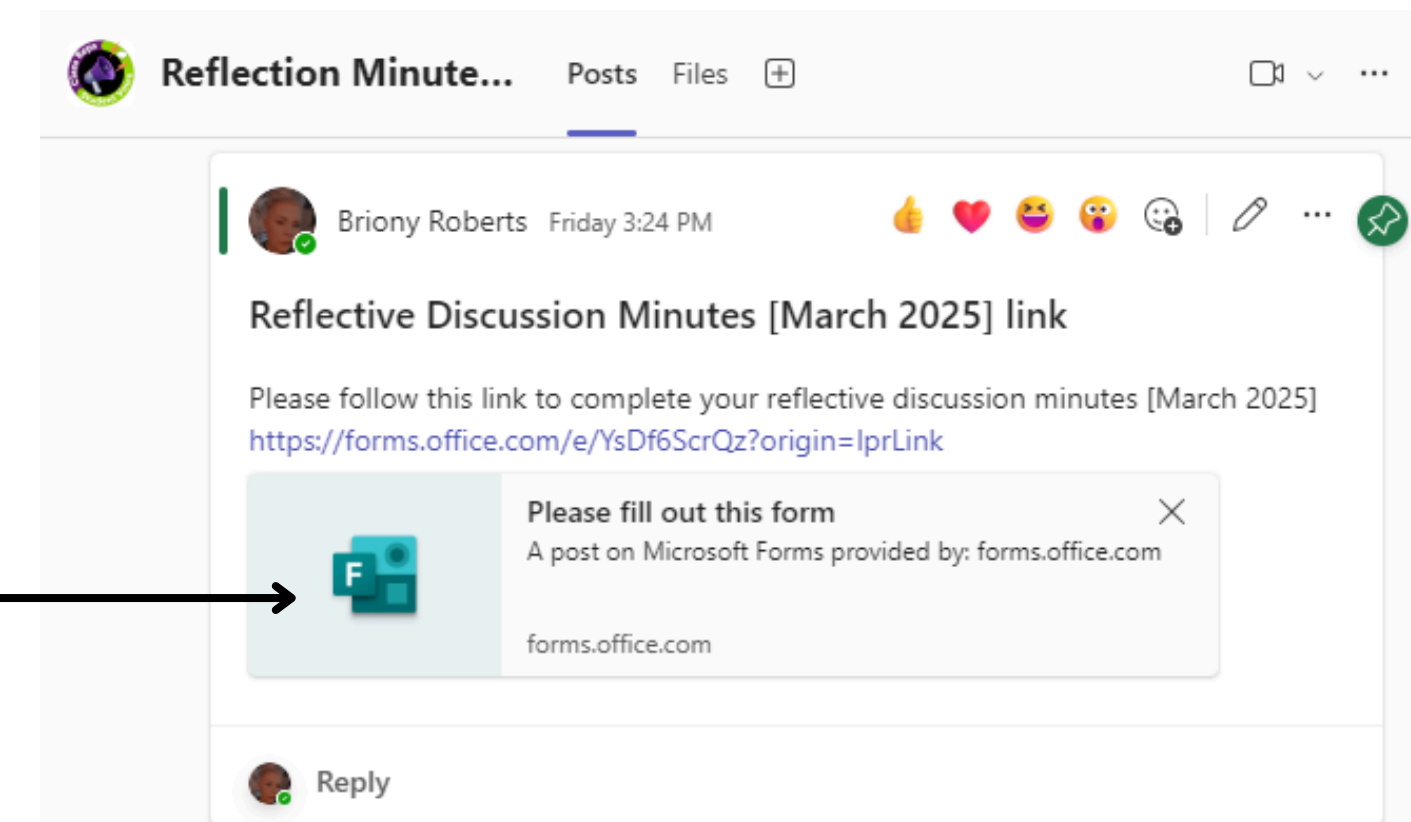 Reflection Minute...
Posts
Files
Briony Roberts
Friday 3:24 PM
Reflective Discussion Minutes [March 2025] link
Please follow this link to complete your reflective discussion minutes [March 2025]
https://forms.office.com/e/YsDf6ScrQz?origin=lprLink
F
Please fill out this form
A post on Microsoft Forms provided by: forms.office.com
forms.office.com
Reply